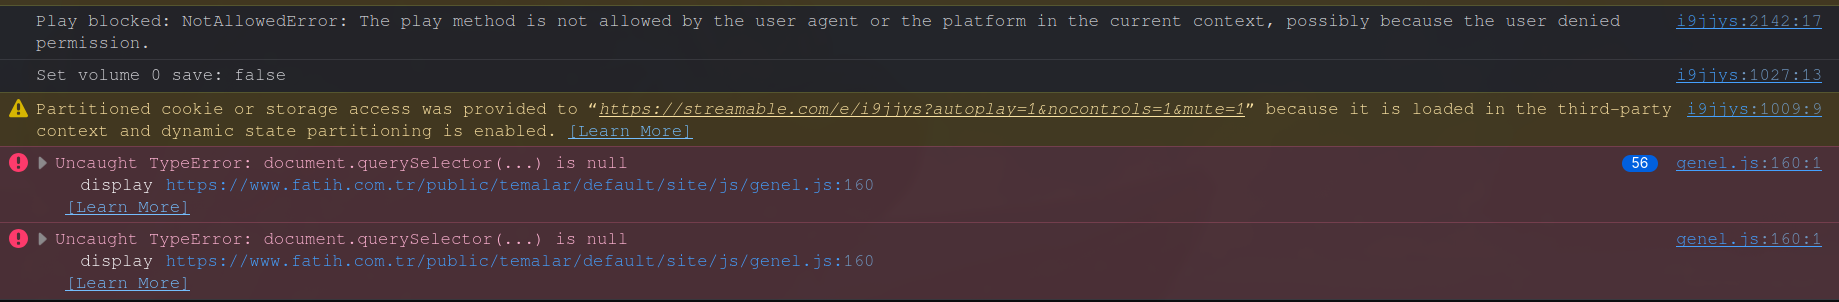 Play blocked: NotAllowedError: The play method is not allowed by the user agent or the platform in the current context, possibly because the user denied i9jjys:2142:17
permission.
Set volume 0 save: false i9jjys:1027:13
Partitioned cookie or storage access was provided to “https://streamable.com/e/i9jjys?autoplay=1&nocontrols=1&mute=1” because it is loaded in the third-party i9jjys:1009:9
context and dynamic state partitioning is enabled. [Learn More]
Uncaught TypeError: document.querySelector(...) is null 56 genel.js:160:1
display https://www.fatih.com.tr/public/temalar/default/site/js/genel.js:160
[Learn More]
Uncaught TypeError: document.querySelector(...) is null genel.js:160:1
display https://www.fatih.com.tr/public/temalar/default/site/js/genel.js:160
[Learn More]